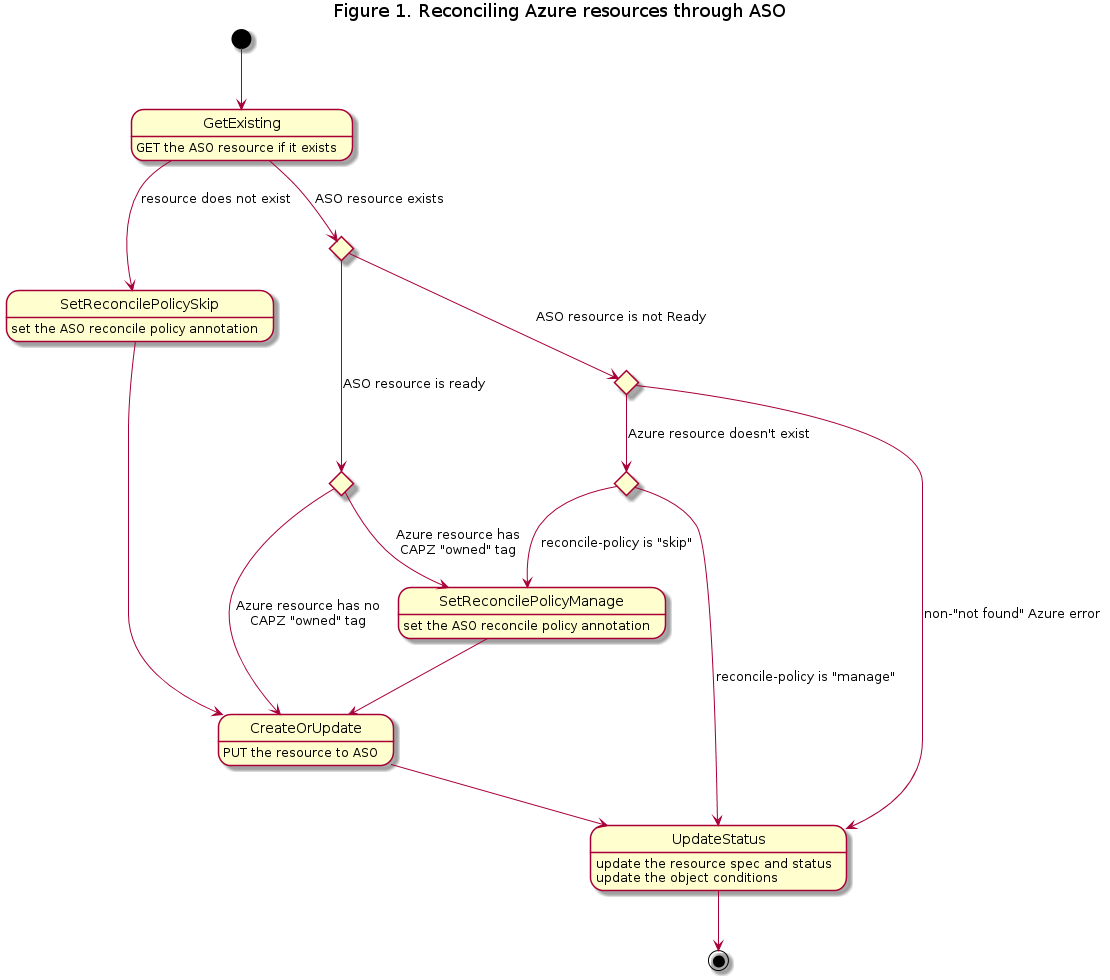 Figure 1. Reconciling Azure resources through ASO
GetExisting
GET the ASO resource if it exists
resource does not exist
ASO resource exists
SetReconcilePolicySkip
set the ASO reconcile policy annotation
ASO resource is not Ready
ASO resource is ready
Azure resource doesn't exist
Azure resource has
CAPZ "owned" tag
reconcile-policy is "skip"
Azure resource has no
CAPZ "owned" tag
SetReconcilePolicyManage
set the ASO reconcile policy annotation
non-"not found" Azure error
reconcile-policy is "manage"
CreateOrUpdate
PUT the resource to ASO
UpdateStatus
update the resource spec and status
update the object conditions